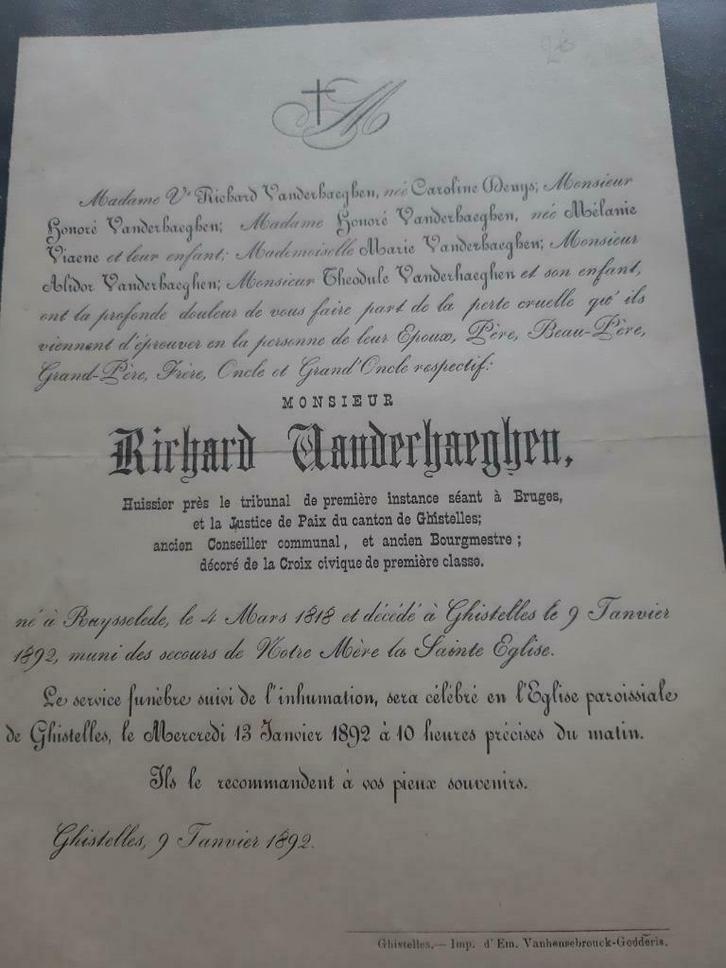 M
Madame Vᵉ Richard Vanderhaeghen, née Caroline Denys; Monsieur
Honoré Vanderhaeghen; Madame Honoré Vanderhaeghen, née Mélanie
Viaene et leur enfant; Mademoiselle Marie Vanderhaeghen; Monsieur
Alidor Vanderhaeghen; Monsieur Theodule Vanderhaeghen et son enfant,
ont la profonde douleur de vous faire part de la perte cruelle qu'ils
viennent d'éprouver en la personne de leur Epoux, Père, Beau-Père,
Grand-Père, Frère, Oncle et Grand'Oncle respectif:
MONSIEUR
Richard Vanderhaeghen,
Huissier près le tribunal de première instance séant à Bruges,
et la Justice de Paix du canton de Ghistelles;
ancien Conseiller communal, et ancien Bourgmestre;
décoré de la Croix civique de première classe.
né à Ruysselede, le 4 Mars 1818 et décédé à Ghistelles le 9 Janvier
1892, muni des secours de Notre Mère la Sainte Eglise.
Le service funèbre suivi de l'inhumation, sera célébré en l'Eglise paroissiale
de Ghistelles, le Mercredi 13 Janvier 1892 à 10 heures précises du matin.
Ils le recommandent à vos pieux souvenirs.
Ghistelles, 9 Janvier 1892.
Ghistelles.— Imp. d'Em. Vanhensebrouck-Godderis.